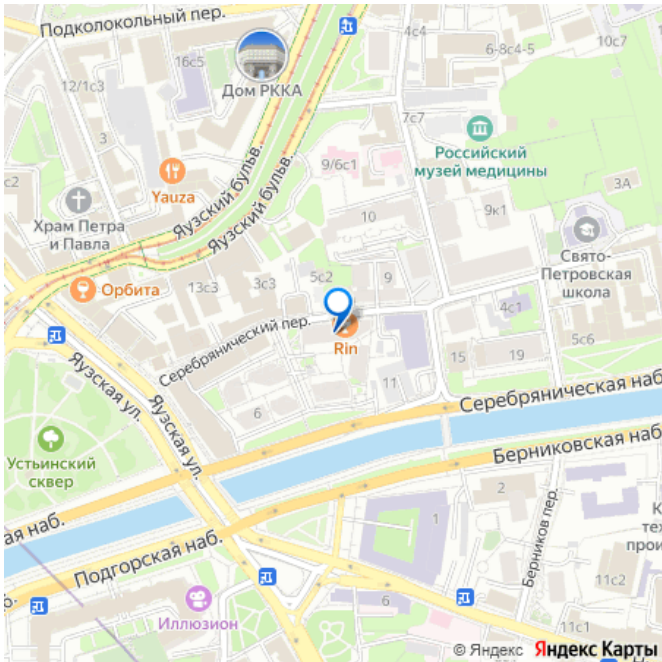 Подколокольный пер.
4с4
6-8с4-5
10с7
16с5
12/1с3
Дом РККА
3
7с7
Российский
музей медицины
с2
Yauza
9/6с1
3А
Храм Петра
и Павла
Яузский бульв.
Яузский бульв.
10
9к1
Свято-
Петровская
школа
Орбита
13с3
3с3
5с2
9
4с1
Серебрянический пер.
Rin
15
19
5с6
11
6
Яузская ул.
Яузская ул.
Серебряническая наб.
Устьинский
сквер
Берниковская наб.
2
ая наб.
Подгорская наб.
1
Берников пер.
К
те
прои
11с2
б.
Иллюзион
6
© Яндекс
Яндекс Карты